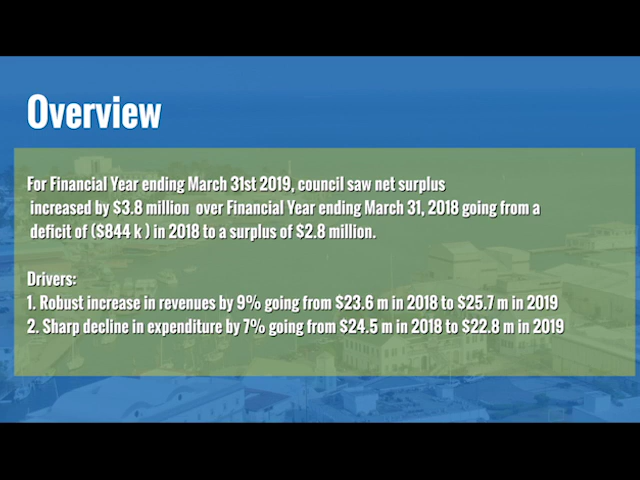 Overview
For Financial Year ending March 31st 2019, council saw net surplus
increased by $3.8 million over Financial Year ending March 31, 2018 going from a
deficit of ($844 k ) in 2018 to a surplus of $2.8 million.
Drivers:
1. Robust increase in revenues by 9% going from $23.6 m in 2018 to $25.7 m in 2019
2. Sharp decline in expenditure by 7% going from $24.5 m in 2018 to $22.8 m in 2019